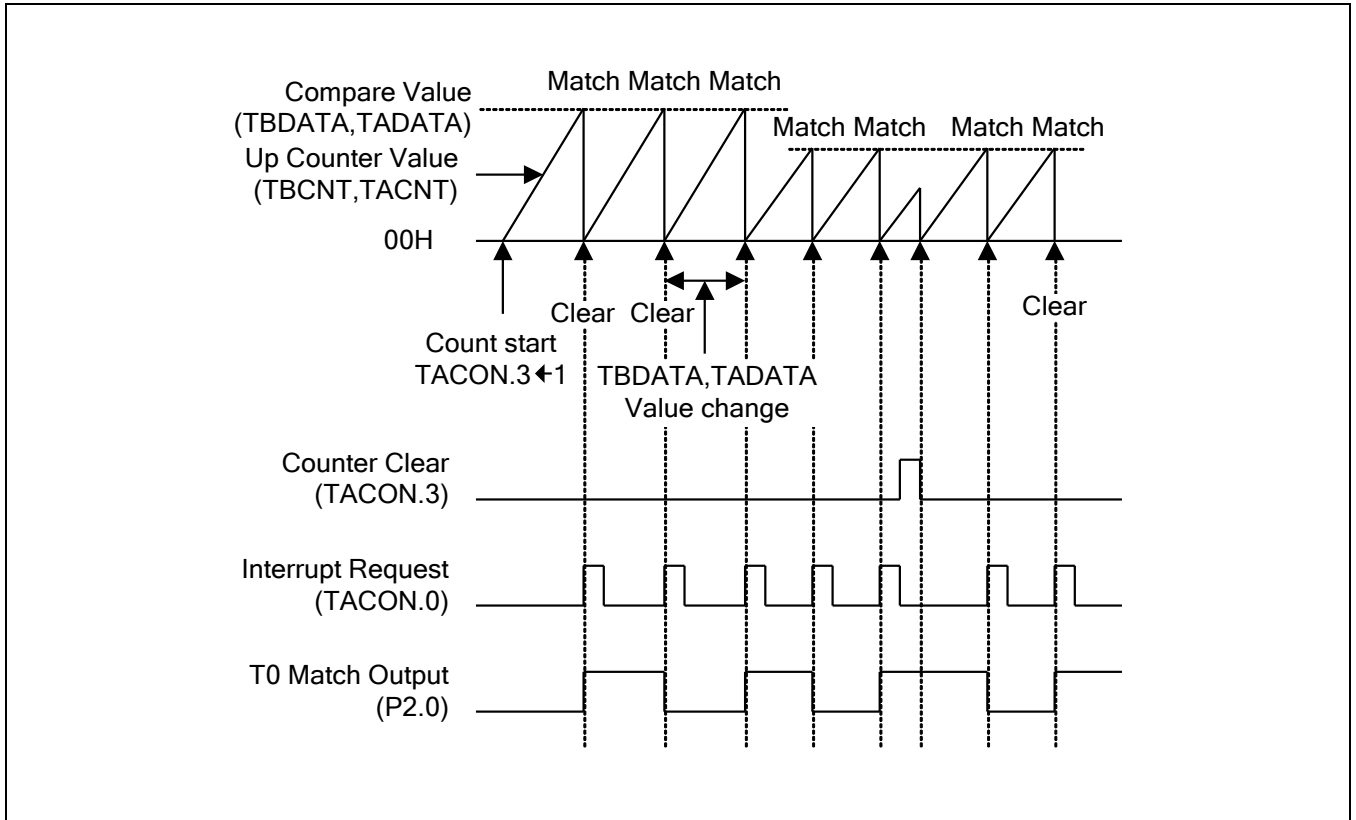 Match Match Match
Compare Value
(TBDATA,TADATA)
Match Match Match Match
Up Counter Value
(TBCNT,TACNT)
00H
Clear Clear
Clear
Count start
TACON.3←1
TBDATA,TADATA
Value change
Counter Clear
(TACON.3)
Interrupt Request
(TACON.0)
T0 Match Output
(P2.0)